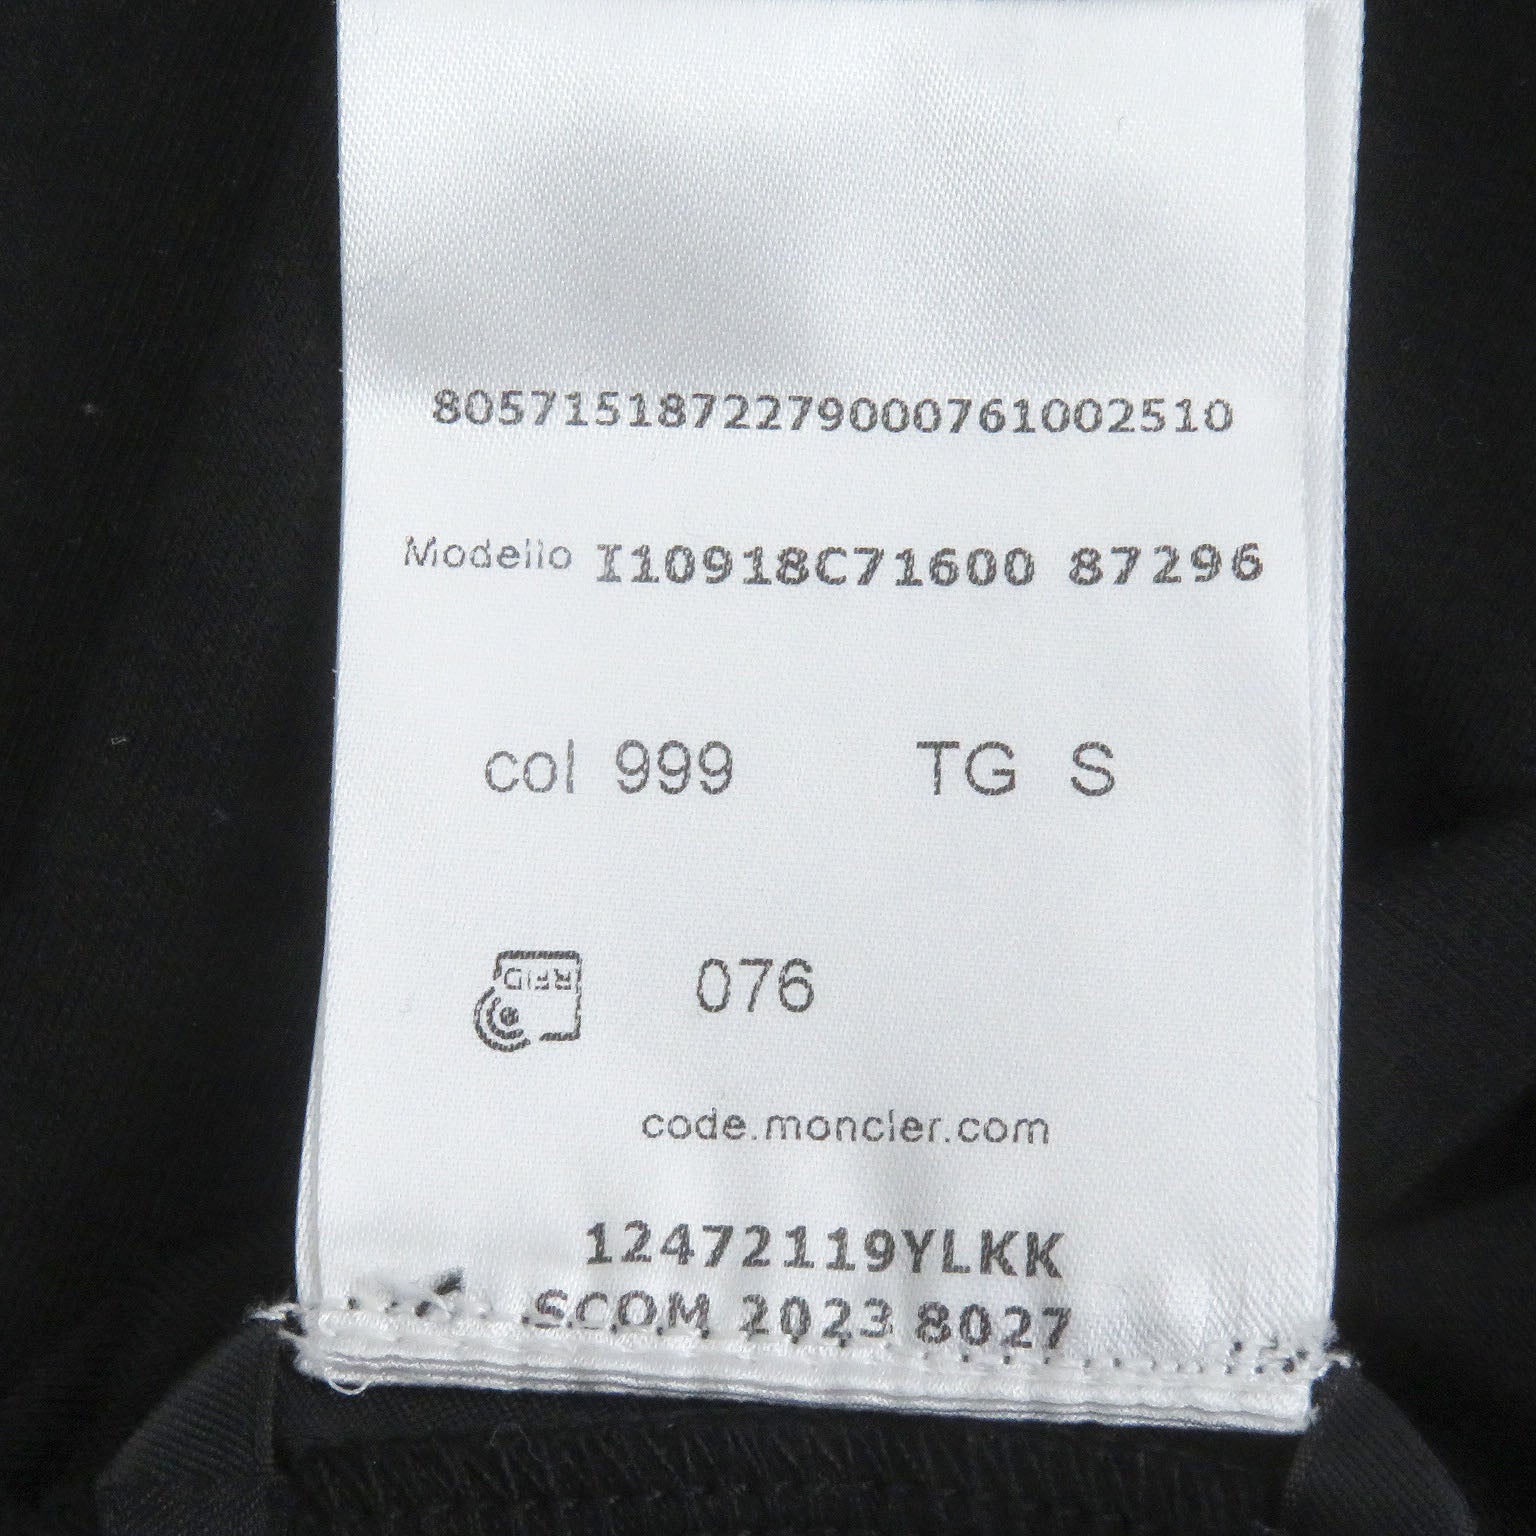 8057151872279000761002510
Modello I10918C71600 87296
col 999 TG S
RFID 076
code.moncler.com
12472119YLKK
SCOM 2023 8027